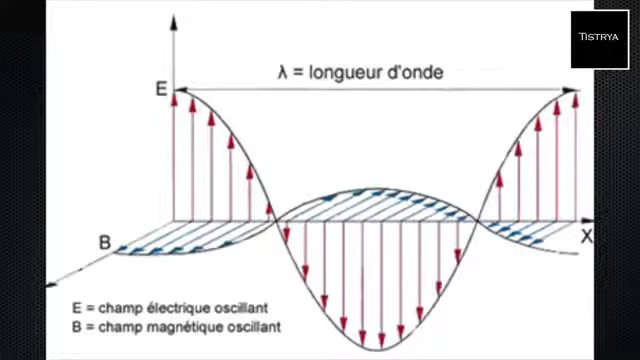 TISTRYA
λ = longueur d'onde
E
B
X
E = champ électrique oscillant
B = champ magnétique oscillant